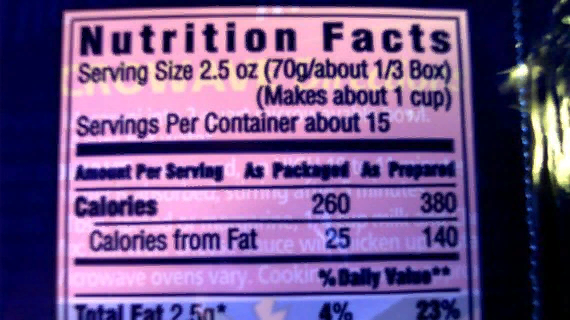 Nutrition Facts
Serving Size 2.5 oz (70g/about 1/3 Box)
(Makes about 1 cup)
Servings Per Container about 15
Amount Per Serving As Packaged As Prepared
Calories 260 380
Calories from Fat 25 140
% Daily Value**
Total Fat 2.5g* 4% 23%